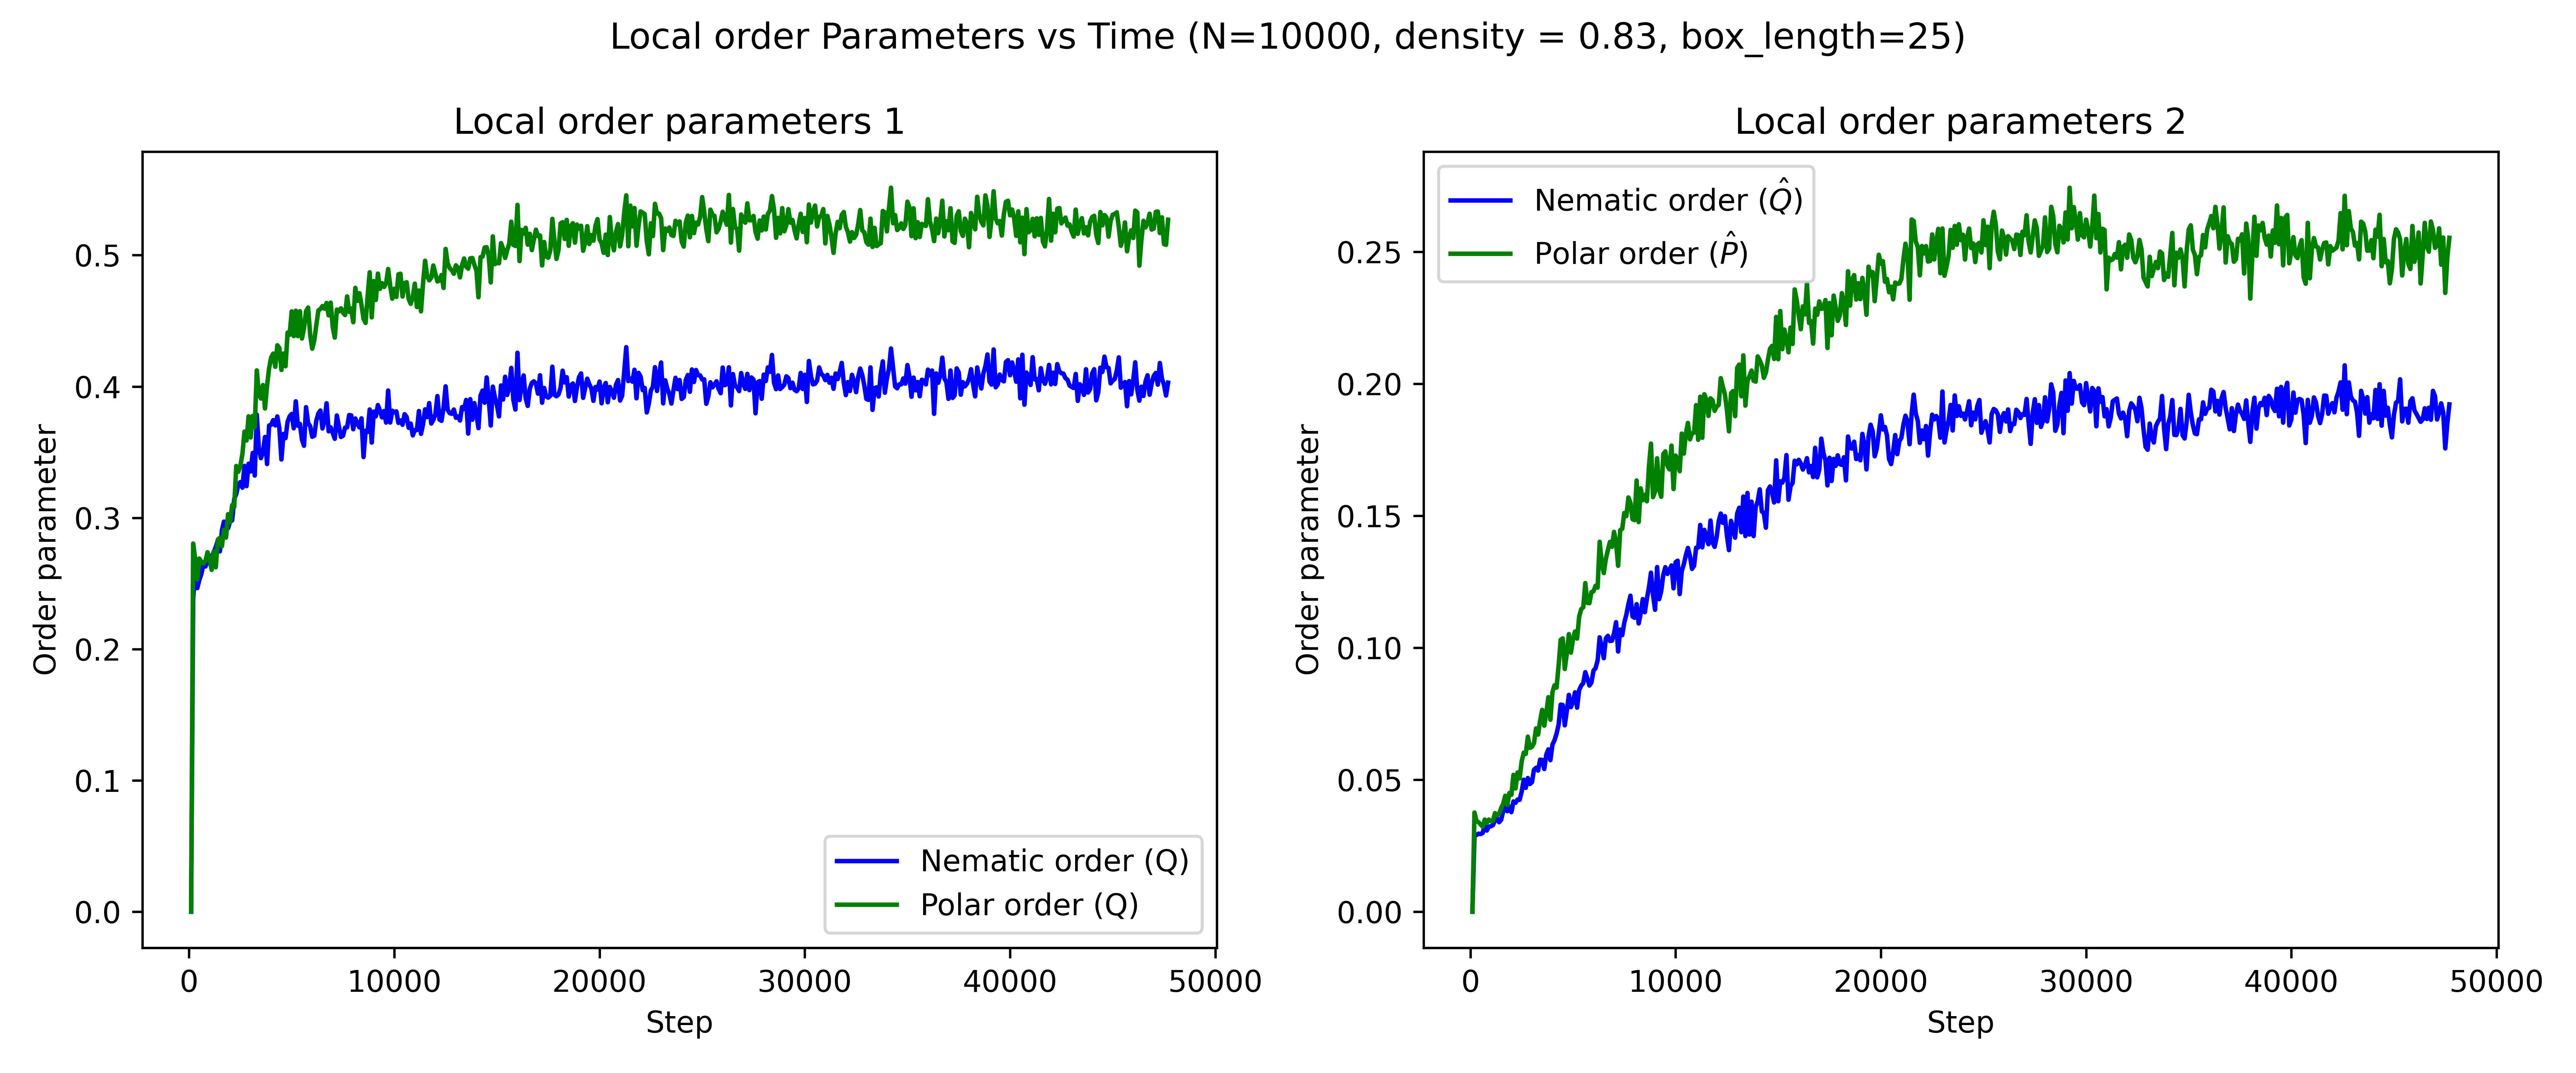 Local order Parameters vs Time (N=10000, density = 0.83, box_length=25)
Local order parameters 1
Order parameter
0.5
0.4
0.3
0.2
0.1
0.0
Nematic order (Q)
Polar order (Q)
0 10000 20000 30000 40000 50000
Step
Local order parameters 2
Order parameter
Nematic order (Q̂)
Polar order (P̂)
0.25
0.20
0.15
0.10
0.05
0.00
0 10000 20000 30000 40000 50000
Step